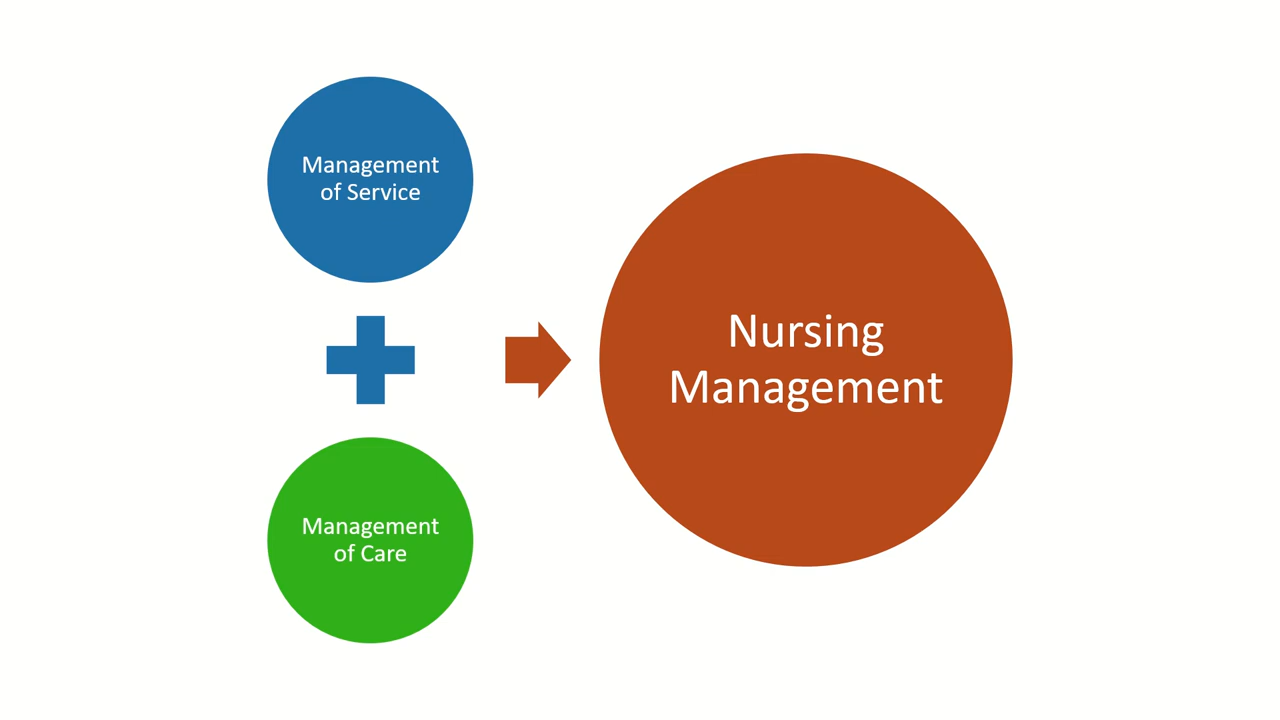 Management
of Service
Nursing
Management
Management
of Care